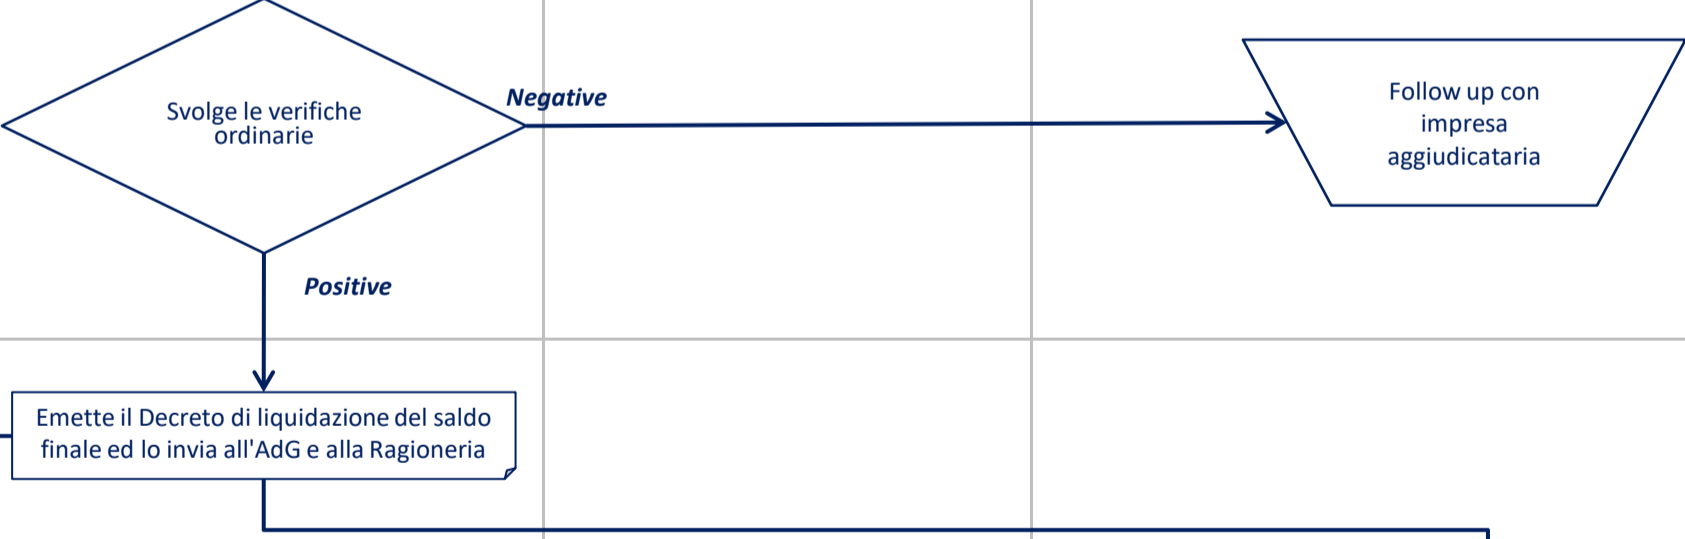 Svolge le verifiche
ordinarie
Negative
Follow up con
impresa
aggiudicataria
Positive
Emette il Decreto di liquidazione del saldo
finale ed lo invia all'AdG e alla Ragioneria